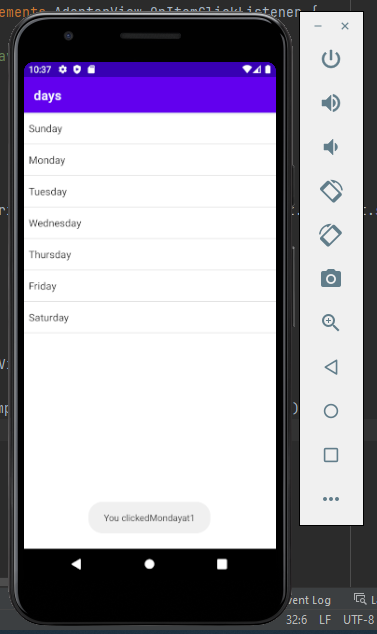 ements AdapterView.OnItemClickListener {
10:37
days
Sunday
Monday
Tuesday
Wednesday
Thursday
Friday
Saturday
You clickedMondayat1
vent Log
32:6 LF UTF-8